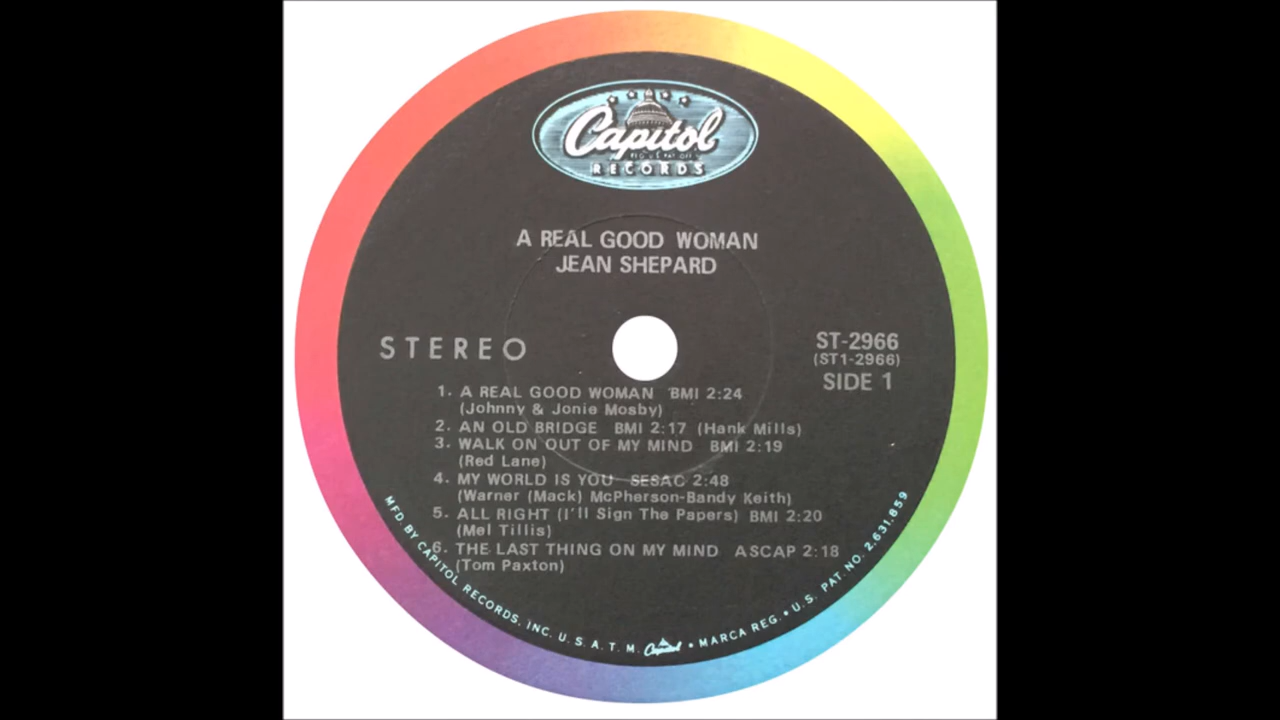 Capitol
REG. U.S. PAT. OFF.
RECORDS
A REAL GOOD WOMAN
JEAN SHEPARD
STEREO
ST-2966
(ST1-2966)
SIDE 1
1. A REAL GOOD WOMAN BMI 2:24
(Johnny & Jonie Mosby)
2. AN OLD BRIDGE BMI 2:17 (Hank Mills)
3. WALK ON OUT OF MY MIND BMI 2:19
(Red Lane)
4. MY WORLD IS YOU SESAC 2:48
(Warner (Mack) McPherson-Bandy Keith)
5. ALL RIGHT (I'll Sign The Papers) BMI 2:20
(Mel Tillis)
6. THE LAST THING ON MY MIND ASCAP 2:18
(Tom Paxton)
MFD. BY CAPITOL RECORDS, INC. U. S. A. T. M. Capitol • MARCA REG. • U.S. PAT. NO. 2,631,859